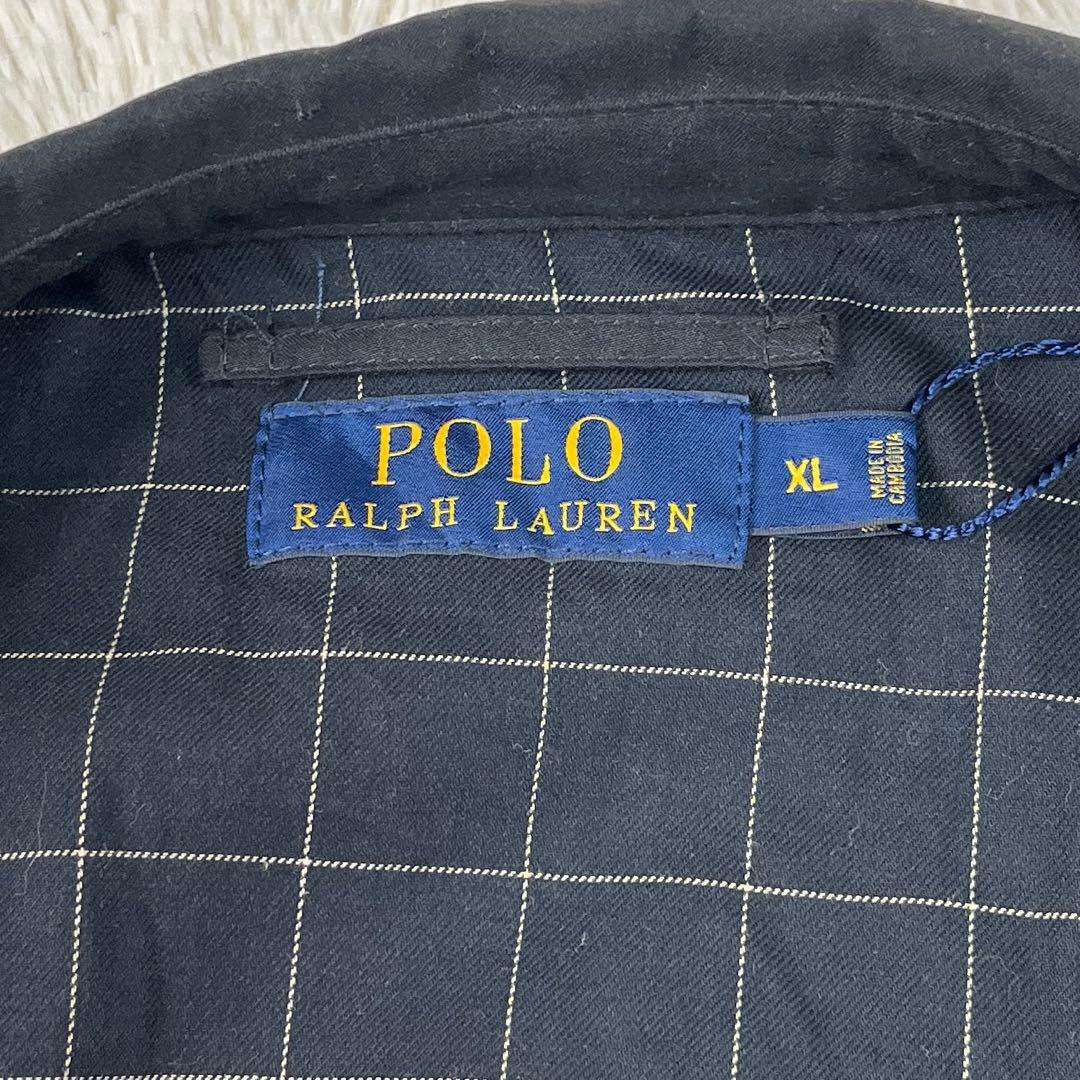 POLO
RALPH LAUREN
XL
MADE IN
CAMBODIA